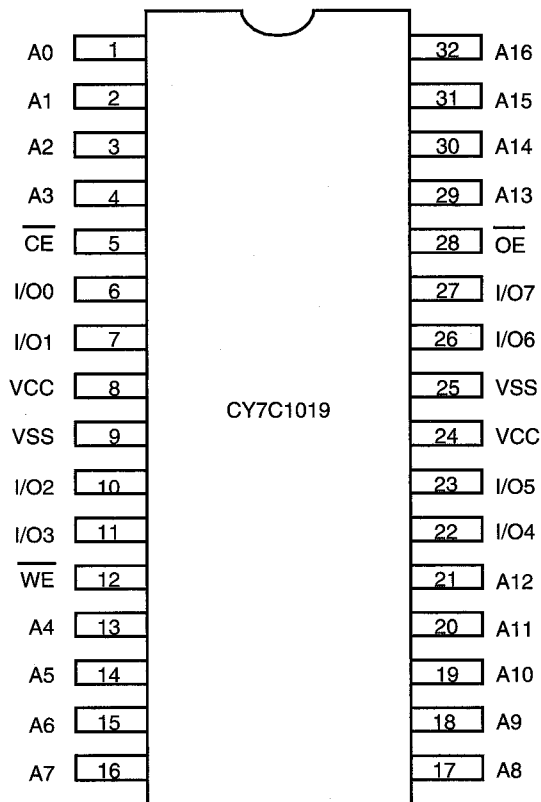 A0 1 32 A16
A1 2 31 A15
A2 3 30 A14
A3 4 29 A13
C̅E̅ 5 28 O̅E̅
I/O0 6 27 I/O7
I/O1 7 26 I/O6
VCC 8 25 VSS
CY7C1019
VSS 9 24 VCC
I/O2 10 23 I/O5
I/O3 11 22 I/O4
W̅E̅ 12 21 A12
A4 13 20 A11
A5 14 19 A10
A6 15 18 A9
A7 16 17 A8